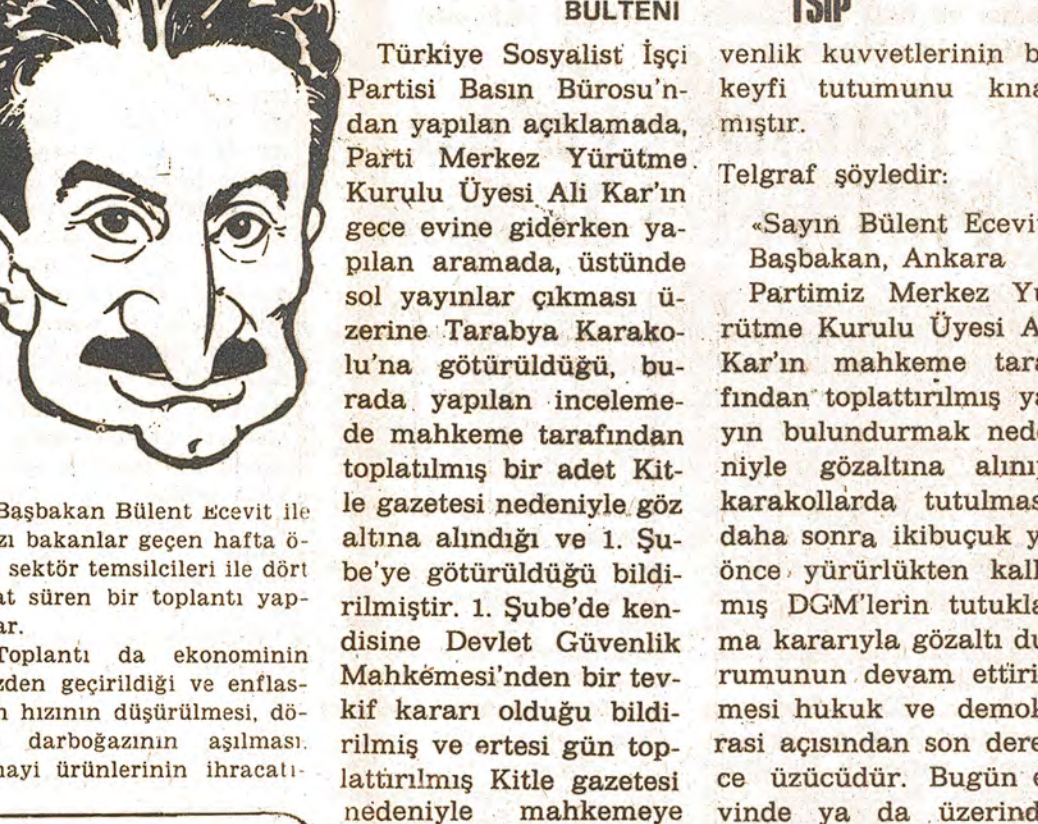 Başbakan Bülent Ecevit ile
bakanlar geçen hafta ö-
sektör temsilcileri ile dört
süren bir toplantı yap-
Toplantı da ekonominin
geçirildiği ve enflas-
hızının düşürülmesi, dö-
darboğazının aşılması.
ürünlerinin ihracatı-
BÜLTENİ
Türkiye Sosyalist İşçi
Partisi Basın Bürosu'n-
dan yapılan açıklamada,
Parti Merkez Yürütme
Kurulu Üyesi Ali Kar'ın
gece evine giderken ya-
pılan aramada, üstünde
sol yayınlar çıkması ü-
zerine Tarabya Karako-
lu'na götürüldüğü, bu-
rada yapılan inceleme-
de mahkeme tarafından
toplatılmış bir adet Kit-
le gazetesi nedeniyle göz
altına alındığı ve 1. Şu-
be'ye götürüldüğü bildi-
rilmiştir. 1. Şube'de ken-
disine Devlet Güvenlik
Mahkemesi'nden bir tev-
kif kararı olduğu bildi-
rilmiş ve ertesi gün top-
lattırılmış Kitle gazetesi
nedeniyle mahkemeye
TSİP
venlik kuvvetlerinin
keyfi tutumunu kına
mıştır.
Telgraf şöyledir:
«Sayın Bülent Ecevit
Başbakan, Ankara
Partimiz Merkez Yü
rütme Kurulu Üyesi A
Kar'ın mahkeme tara
fından toplattırılmış ya
yın bulundurmak nede
niyle gözaltına alını
karakollarda tutulmas
daha sonra ikibuçuk y
önce yürürlükten kalk
mış DGM'lerin tutukla
ma kararıyla gözaltı du
rumunun devam ettiri
mesi hukuk ve demok
rasi açısından son dere
ce üzücüdür. Bugün e
vinde ya da üzerind